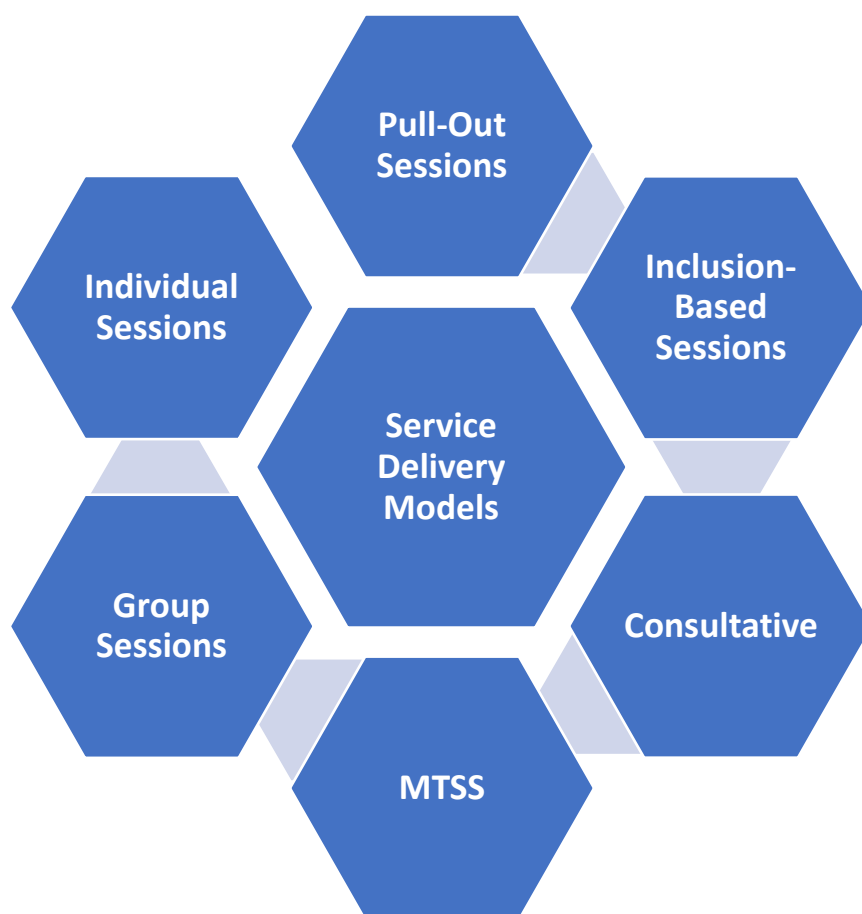 Pull-Out
Sessions
Individual
Sessions
Inclusion-
Based
Sessions
Service
Delivery
Models
Group
Sessions
Consultative
MTSS